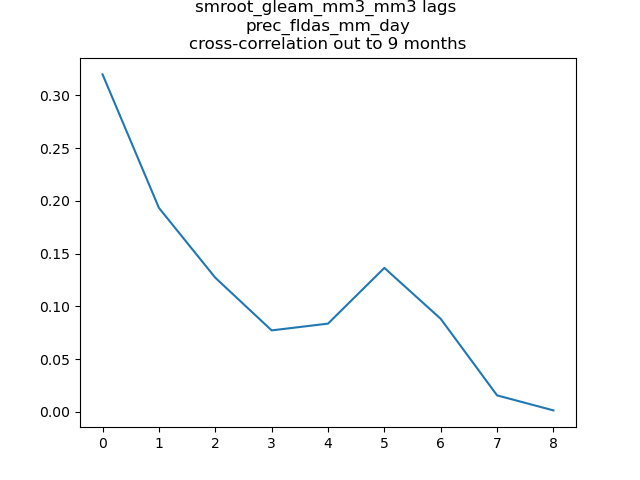 smroot_gleam_mm3_mm3 lags
prec_fldas_mm_day
cross-correlation out to 9 months
0.30
0.25
0.20
0.15
0.10
0.05
0.00
0 1 2 3 4 5 6 7 8